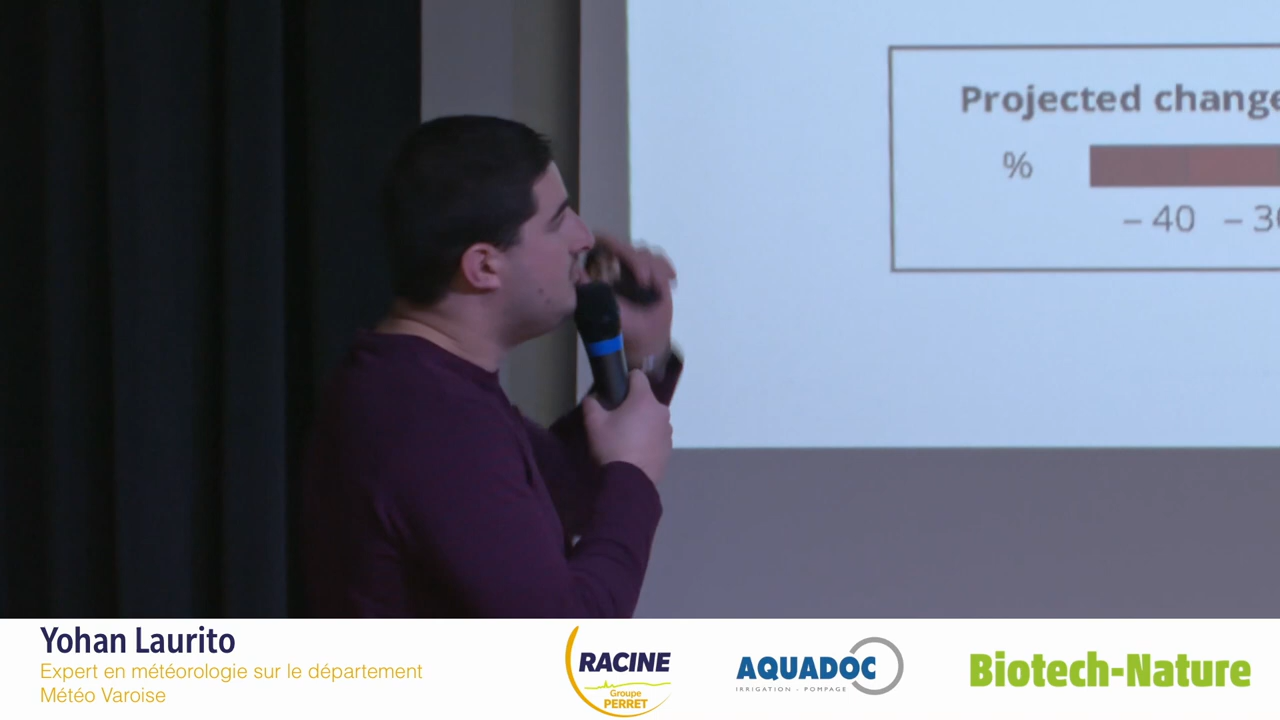 Projected change
%
– 40 – 30
Yohan Laurito
Expert en météorologie sur le département
Météo Varoise
RACINE
Groupe
PERRET
AQUADOC
IRRIGATION - POMPAGE
Biotech-Nature